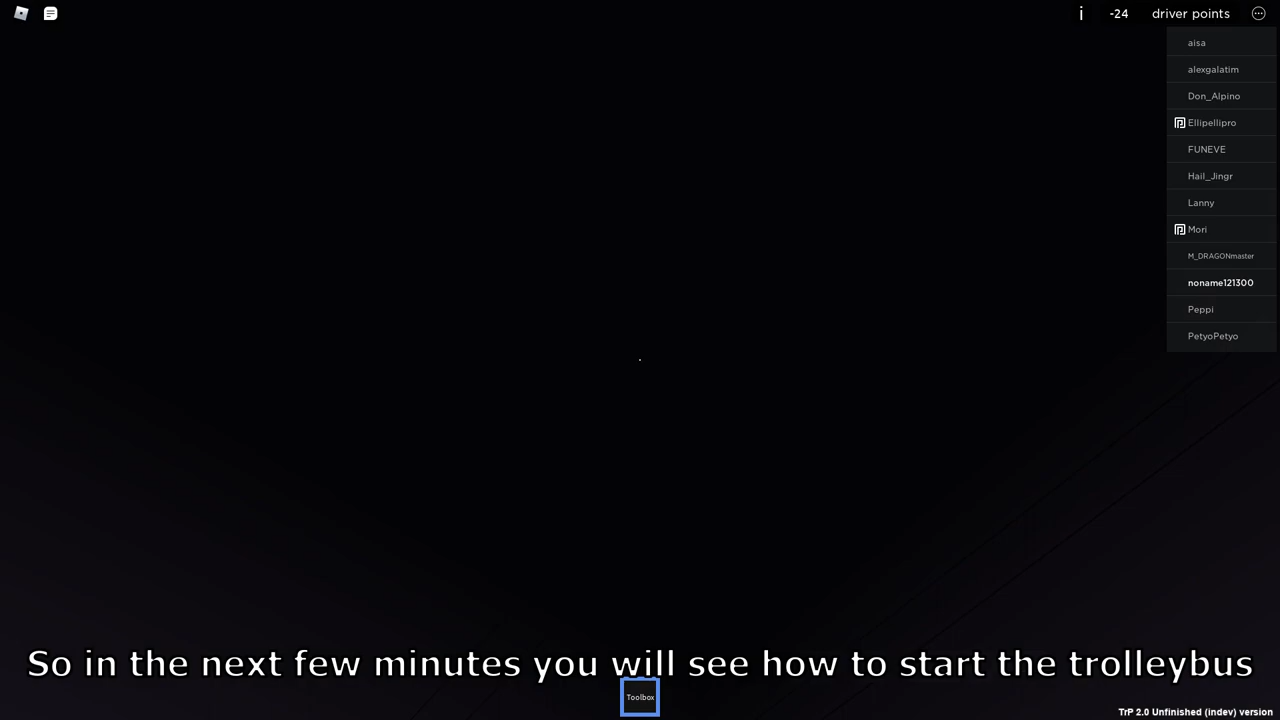 i -24 driver points
aisa
alexgalatim
Don_Alpino
Ellipellipro
FUNEVE
Hail_Jingr
Lanny
Mori
M_DRAGONmaster
noname121300
Peppi
PetyoPetyo
So in the next few minutes you will see how to start the trolleybus
Toolbox
TrP 2.0 Unfinished (indev) version